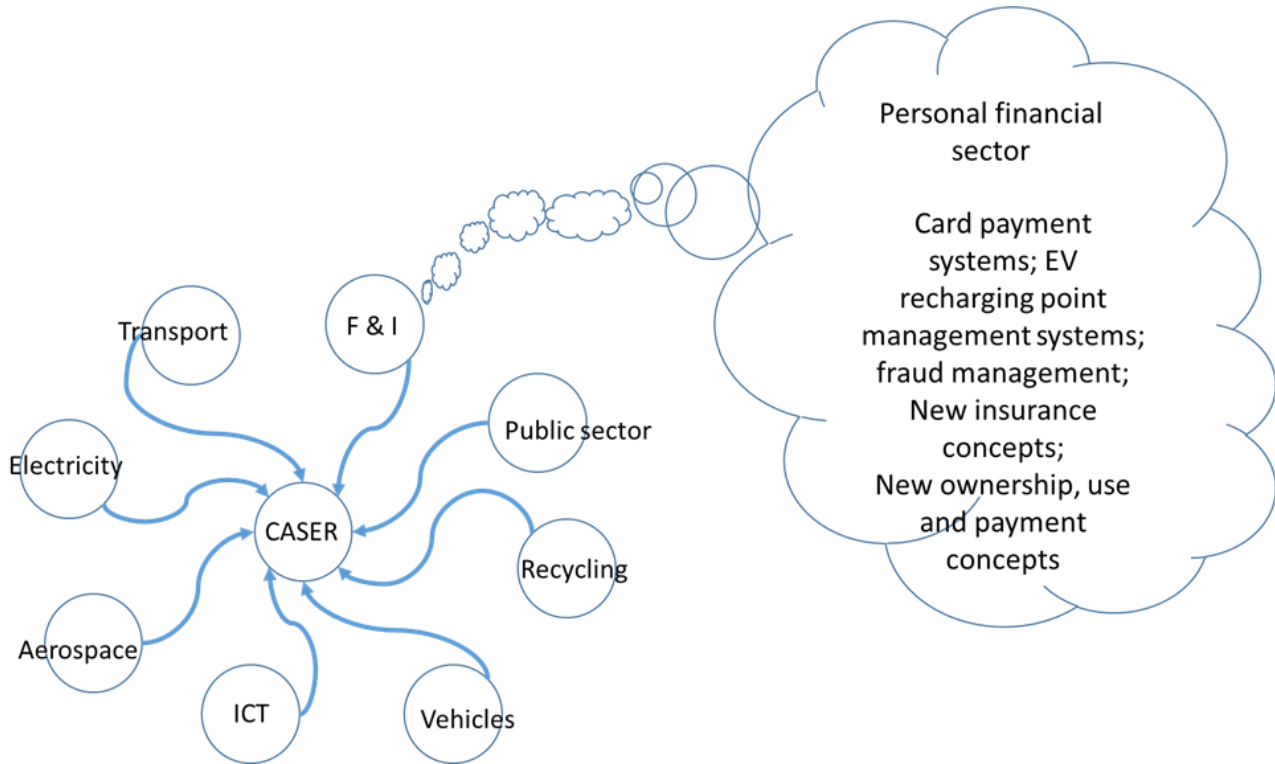 Personal financial
sector
Card payment
systems; EV
recharging point
management systems;
fraud management;
New insurance
concepts;
New ownership, use
and payment
concepts
Transport
F & I
Public sector
Electricity
CASER
Recycling
Aerospace
ICT
Vehicles